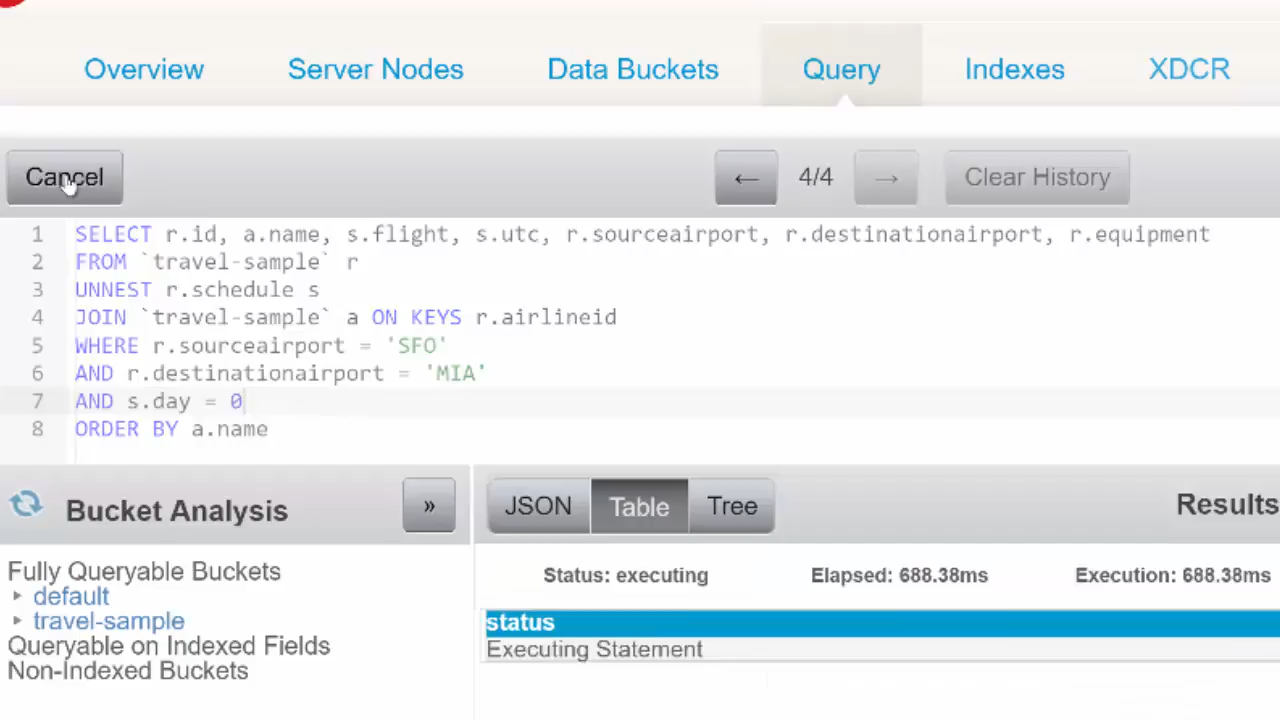 Overview Server Nodes Data Buckets Query Indexes XDCR
Cancel ← 4/4 → Clear History
1 SELECT r.id, a.name, s.flight, s.utc, r.sourceairport, r.destinationairport, r.equipment
2 FROM `travel-sample` r
3 UNNEST r.schedule s
4 JOIN `travel-sample` a ON KEYS r.airlineid
5 WHERE r.sourceairport = 'SFO'
6 AND r.destinationairport = 'MIA'
7 AND s.day = 0
8 ORDER BY a.name
Bucket Analysis » JSON Table Tree Results
Fully Queryable Buckets
default
travel-sample
Queryable on Indexed Fields
Non-Indexed Buckets
Status: executing Elapsed: 688.38ms Execution: 688.38ms
status
Executing Statement